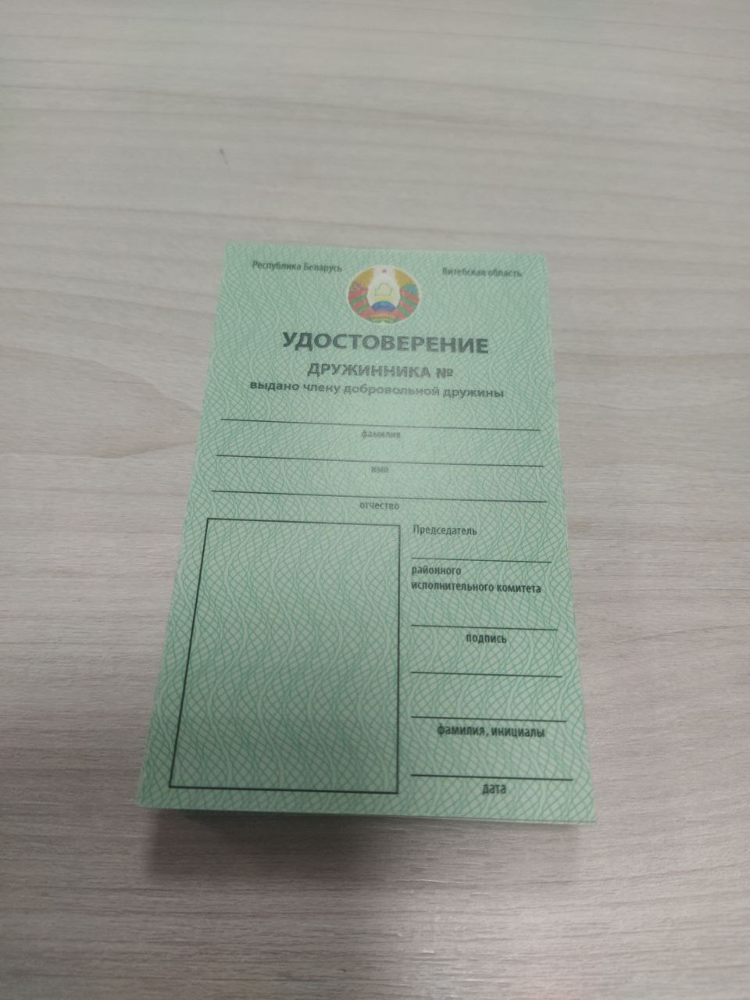 Республика Беларусь
Витебская область
УДОСТОВЕРЕНИЕ
ДРУЖИННИКА №
выдано члену добровольной дружины
фамилия
имя
отчество
Председатель
районного
исполнительного комитета
подпись
фамилия, инициалы
дата